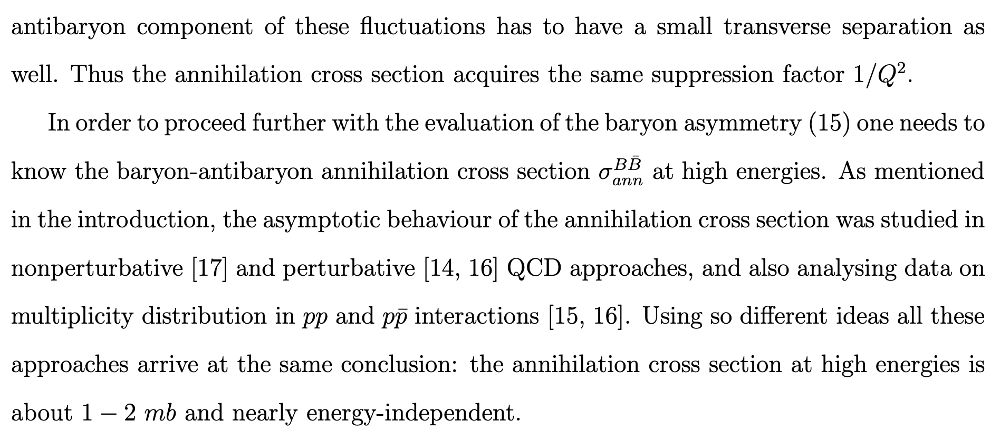 antibaryon component of these fluctuations has to have a small transverse separation as
well. Thus the annihilation cross section acquires the same suppression factor $1/Q^2$.
In order to proceed further with the evaluation of the baryon asymmetry (15) one needs to
know the baryon-antibaryon annihilation cross section $\sigma_{ann}^{B\bar{B}}$ at high energies. As mentioned
in the introduction, the asymptotic behaviour of the annihilation cross section was studied in
nonperturbative [17] and perturbative [14, 16] QCD approaches, and also analysing data on
multiplicity distribution in $pp$ and $p\bar{p}$ interactions [15, 16]. Using so different ideas all these
approaches arrive at the same conclusion: the annihilation cross section at high energies is
about $1 - 2\ mb$ and nearly energy-independent.